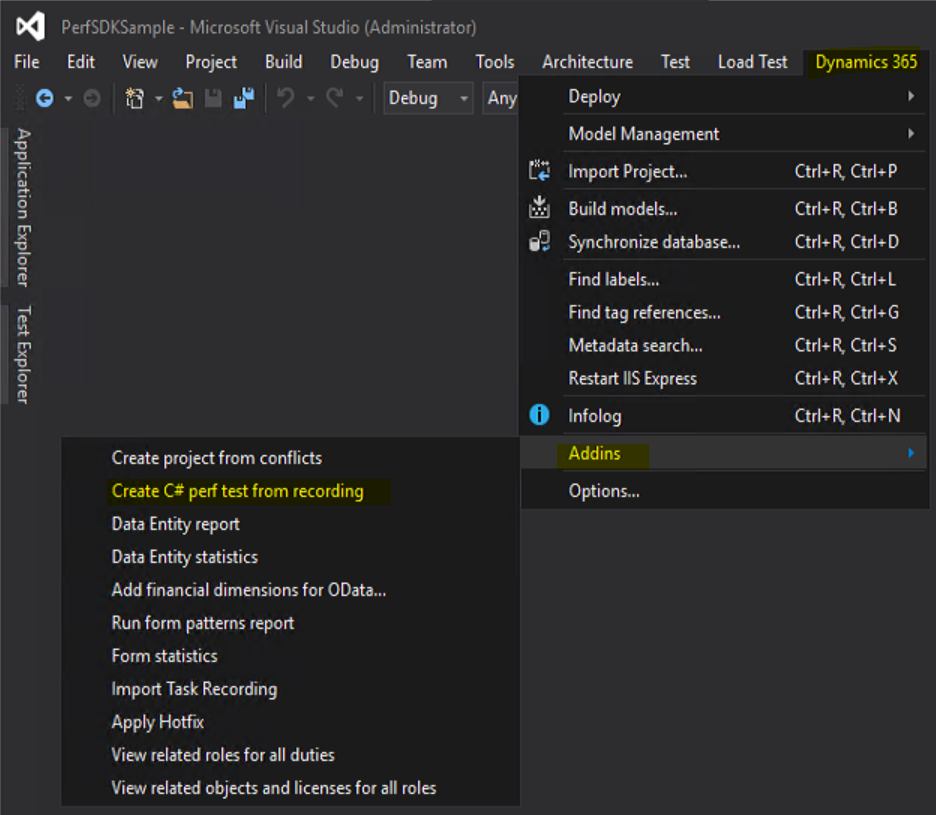 PerfSDKSample - Microsoft Visual Studio (Administrator)
File Edit View Project Build Debug Team Tools Architecture Test Load Test Dynamics 365
Debug Any
Application Explorer
Test Explorer
Deploy
Model Management
Import Project... Ctrl+R, Ctrl+P
Build models... Ctrl+R, Ctrl+B
Synchronize database... Ctrl+R, Ctrl+D
Find labels... Ctrl+R, Ctrl+L
Find tag references... Ctrl+R, Ctrl+G
Metadata search... Ctrl+R, Ctrl+S
Restart IIS Express Ctrl+R, Ctrl+X
Infolog Ctrl+R, Ctrl+N
Addins
Options...
Create project from conflicts
Create C# perf test from recording
Data Entity report
Data Entity statistics
Add financial dimensions for OData...
Run form patterns report
Form statistics
Import Task Recording
Apply Hotfix
View related roles for all duties
View related objects and licenses for all roles